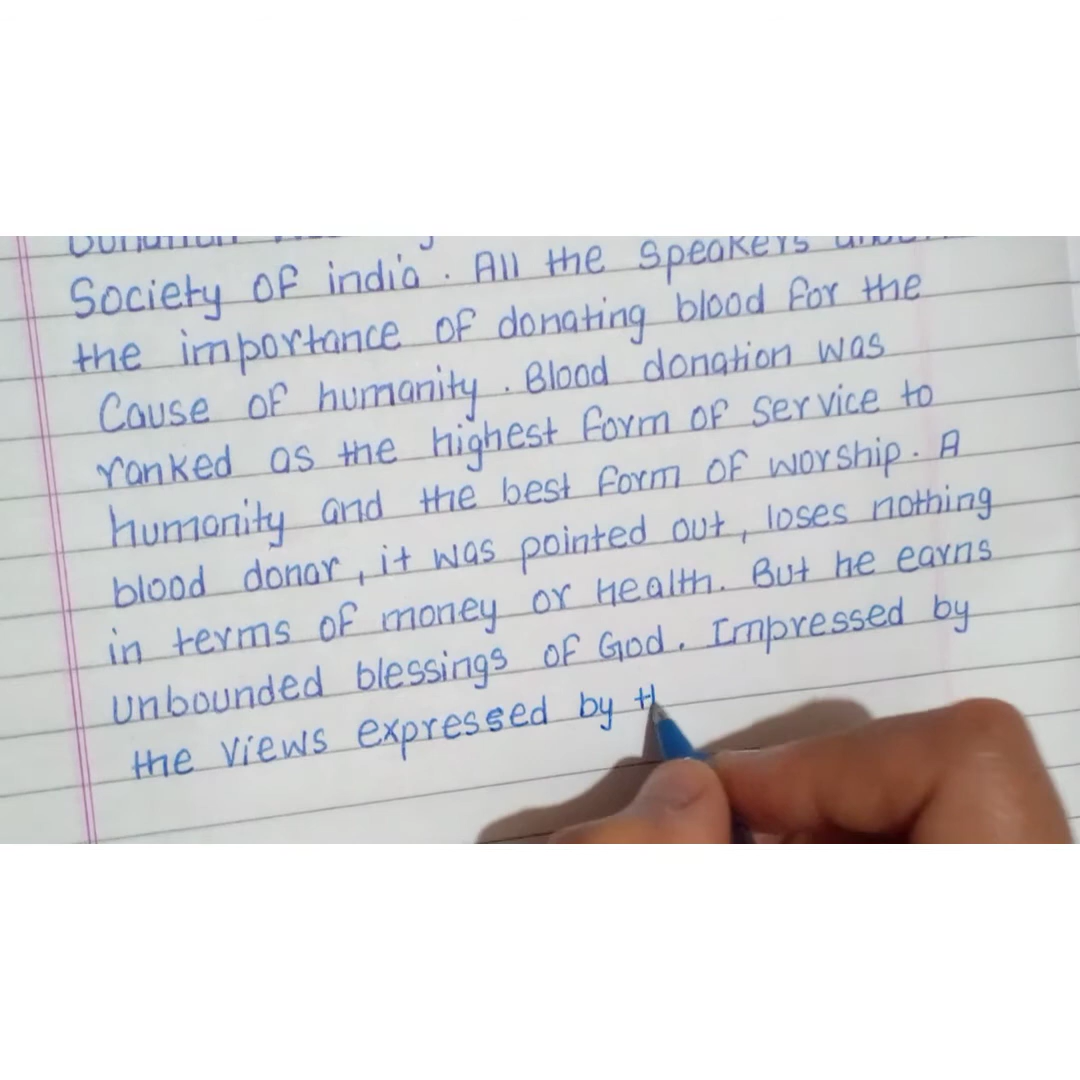 Society of india . All the speakers
the importance of donating blood for the
Cause of humanity . Blood donation was
ranked as the highest form of service to
humanity and the best form of worship . A
blood donar , it was pointed out , loses nothing
in terms of money or health . But he earns
unbounded blessings of God . Impressed by
the views expressed by